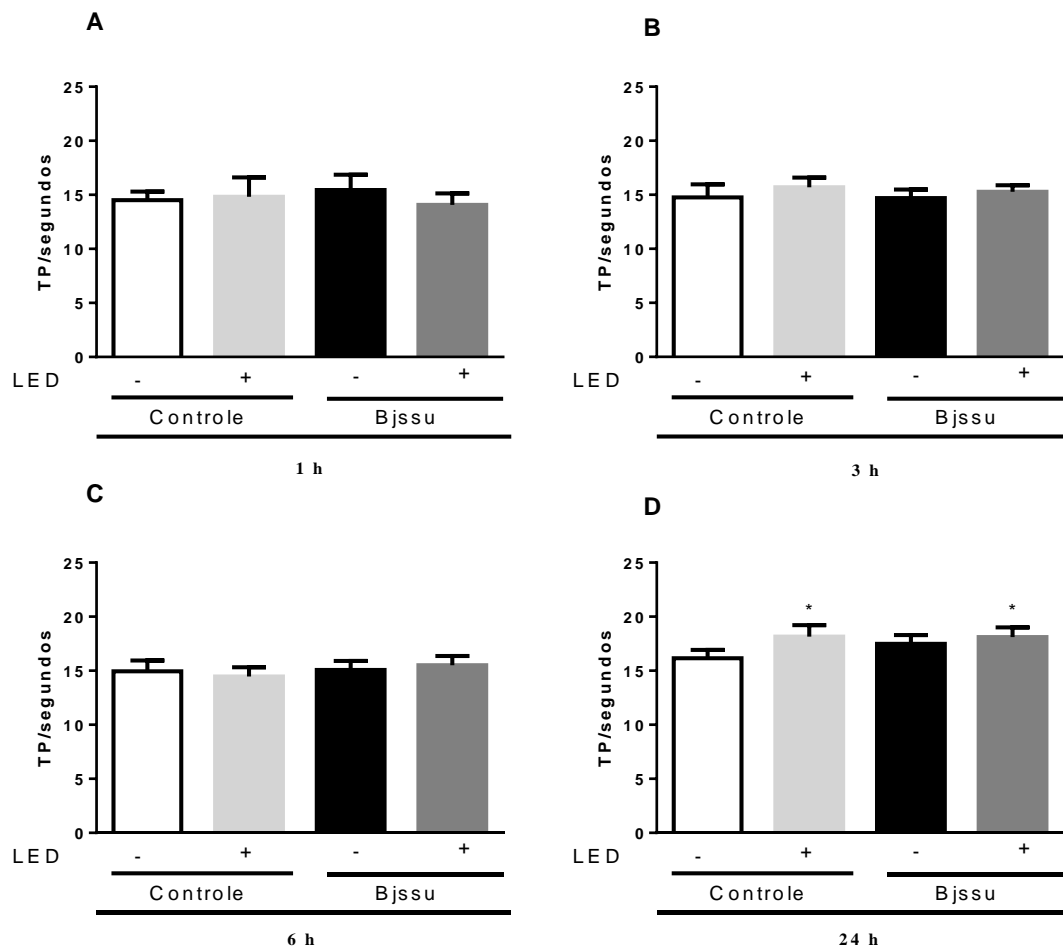 A
TP/segundos
25
20
15
10
5
0
LED - + - +
Controle Bjssu
1 h
B
TP/segundos
25
20
15
10
5
0
LED - + - +
Controle Bjssu
3 h
C
TP/segundos
25
20
15
10
5
0
LED - + - +
Controle Bjssu
6 h
D
TP/segundos
25
20
15
10
5
0
* *
LED - + - +
Controle Bjssu
24 h